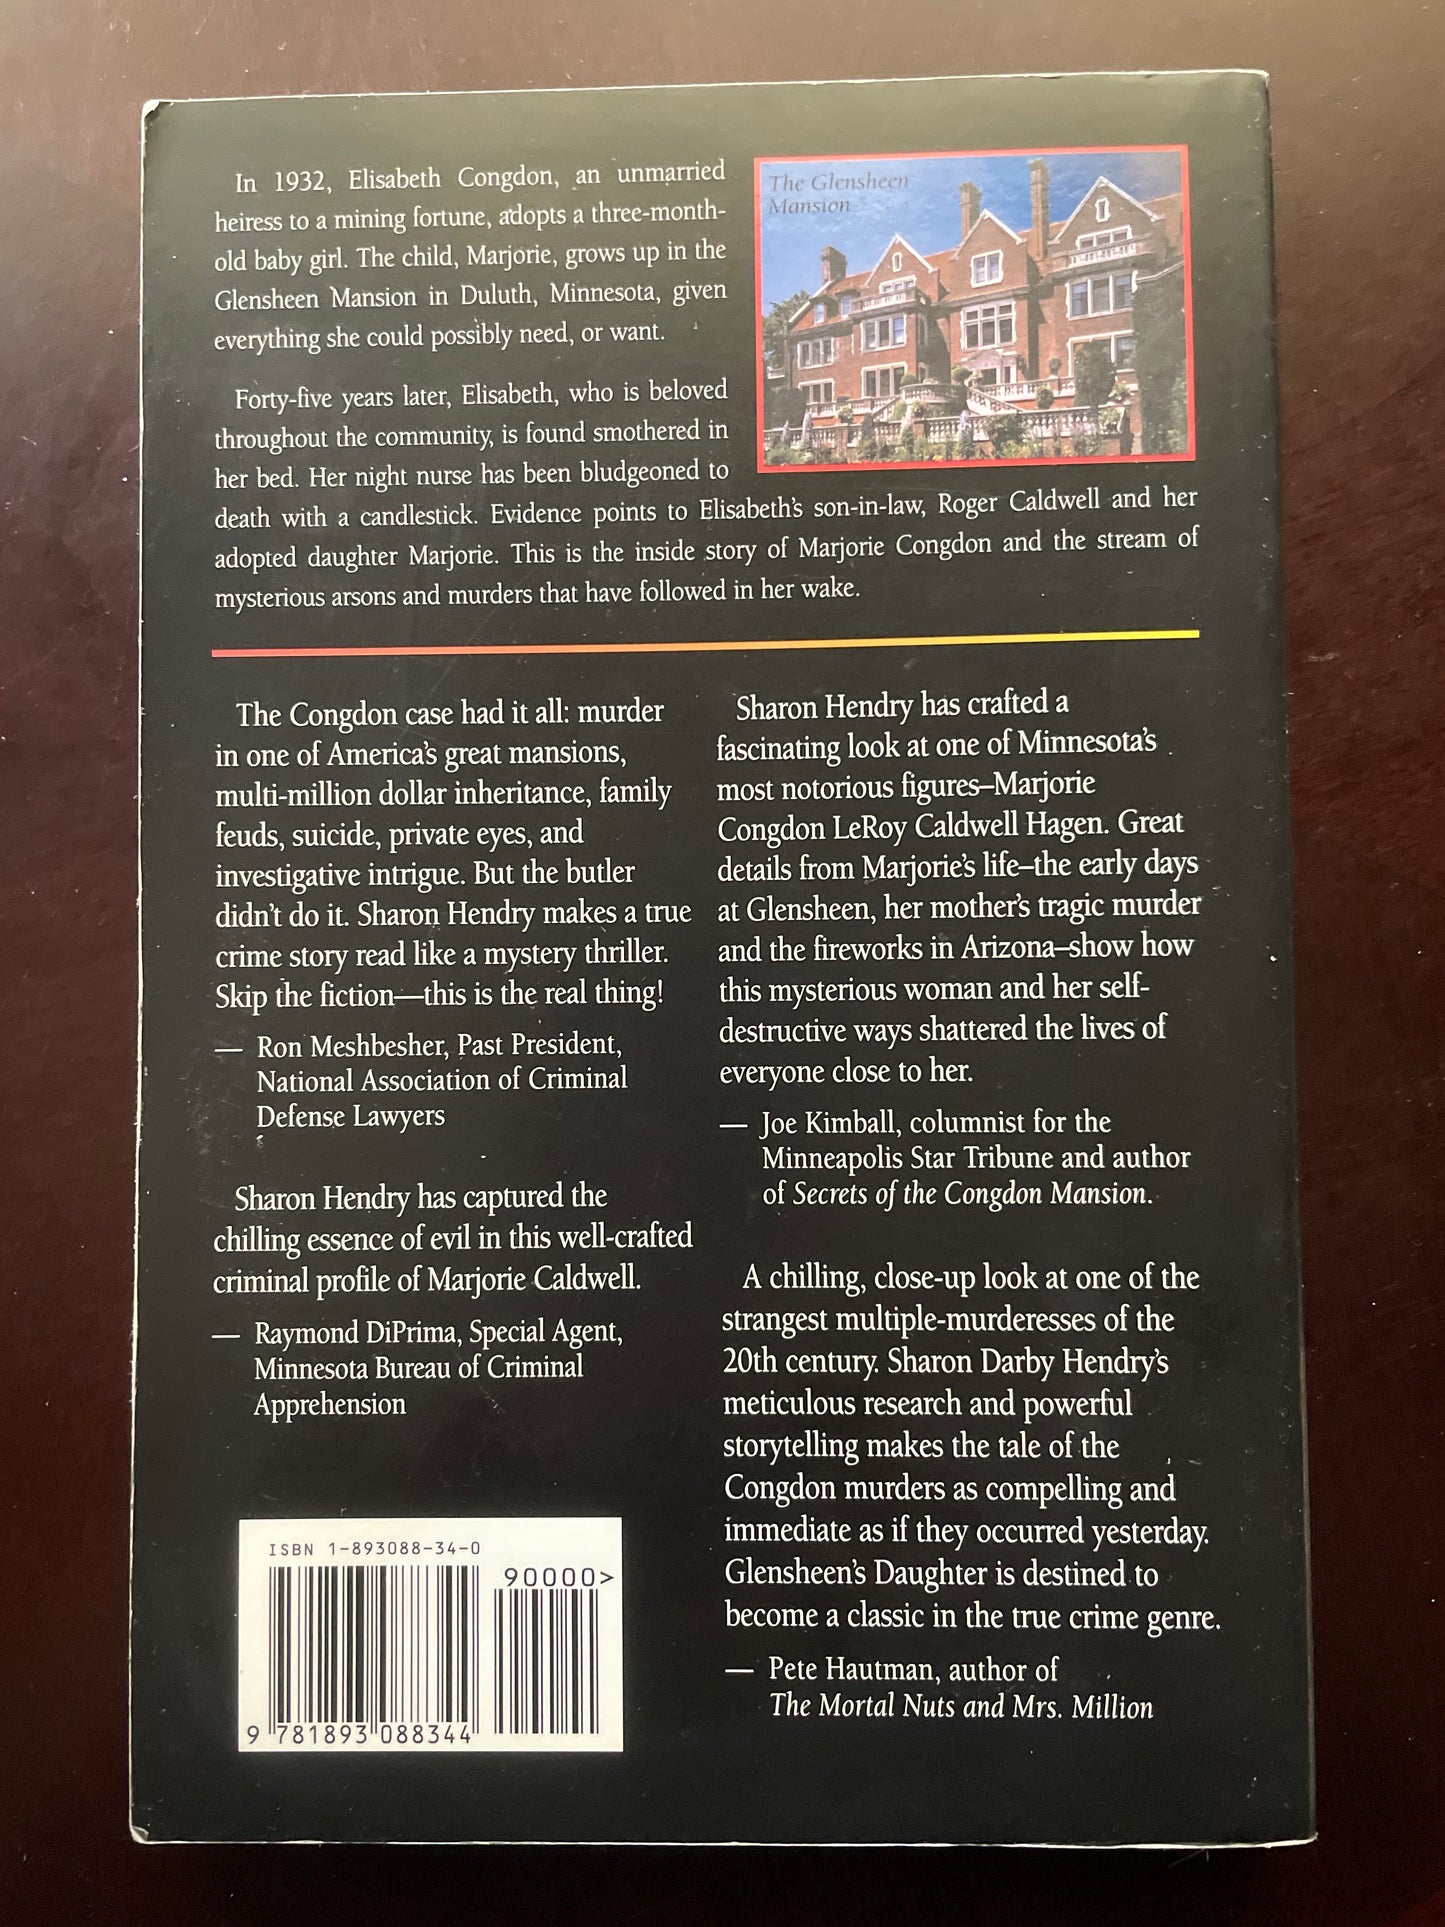 In 1932, Elisabeth Congdon, an unmarried
heiress to a mining fortune, adopts a three-month-
old baby girl. The child, Marjorie, grows up in the
Glensheen Mansion in Duluth, Minnesota, given
everything she could possibly need, or want.
The Glensheen
Mansion
Forty-five years later, Elisabeth, who is beloved
throughout the community, is found smothered in
her bed. Her night nurse has been bludgeoned to
death with a candlestick. Evidence points to Elisabeth's son-in-law, Roger Caldwell and her
adopted daughter Marjorie. This is the inside story of Marjorie Congdon and the stream of
mysterious arsons and murders that have followed in her wake.
The Congdon case had it all: murder
in one of America's great mansions,
multi-million dollar inheritance, family
feuds, suicide, private eyes, and
investigative intrigue. But the butler
didn't do it. Sharon Hendry makes a true
crime story read like a mystery thriller.
Skip the fiction—this is the real thing!
— Ron Meshbesher, Past President,
National Association of Criminal
Defense Lawyers
Sharon Hendry has captured the
chilling essence of evil in this well-crafted
criminal profile of Marjorie Caldwell.
— Raymond DiPrima, Special Agent,
Minnesota Bureau of Criminal
Apprehension
Sharon Hendry has crafted a
fascinating look at one of Minnesota's
most notorious figures–Marjorie
Congdon LeRoy Caldwell Hagen. Great
details from Marjorie's life–the early days
at Glensheen, her mother's tragic murder
and the fireworks in Arizona–show how
this mysterious woman and her self-
destructive ways shattered the lives of
everyone close to her.
— Joe Kimball, columnist for the
Minneapolis Star Tribune and author
of Secrets of the Congdon Mansion.
A chilling, close-up look at one of the
strangest multiple-murderesses of the
20th century. Sharon Darby Hendry's
meticulous research and powerful
storytelling makes the tale of the
Congdon murders as compelling and
immediate as if they occurred yesterday.
Glensheen's Daughter is destined to
become a classic in the true crime genre.
— Pete Hautman, author of
The Mortal Nuts and Mrs. Million
ISBN 1-893088-34-0
90000>
9 781893 088344